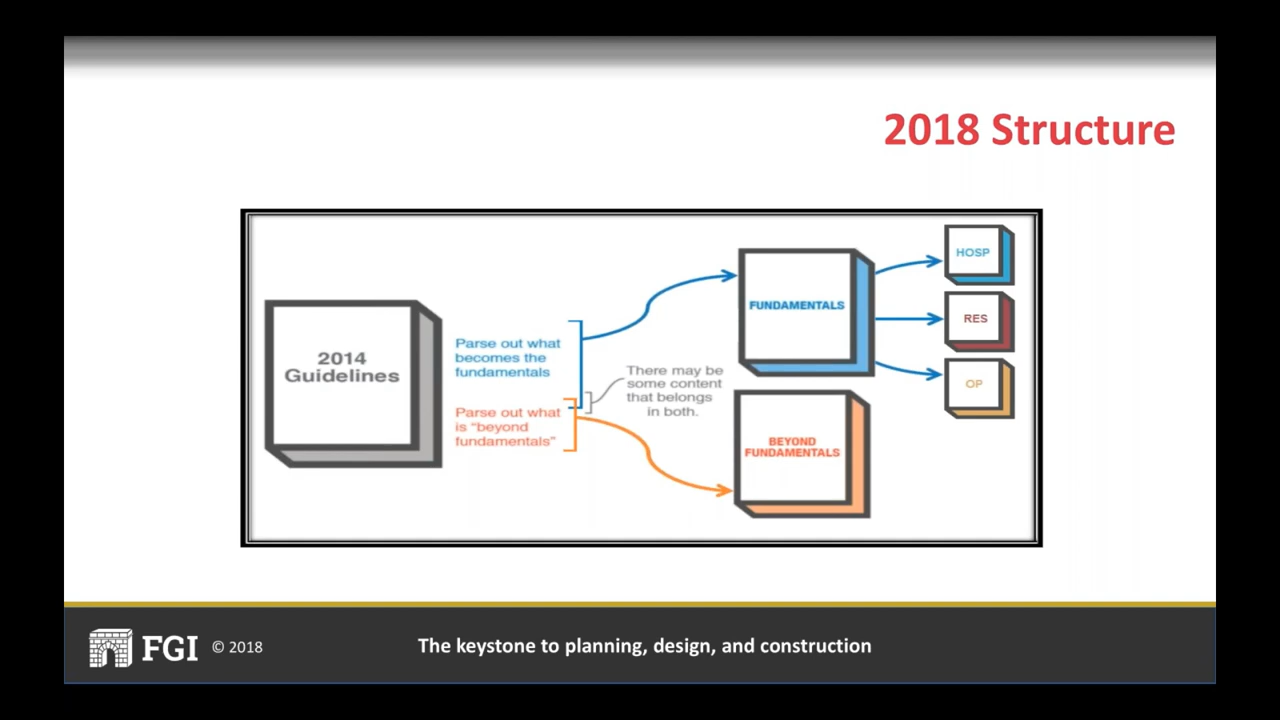 2018 Structure
2014
Guidelines
Parse out what
becomes the
fundamentals
Parse out what
is “beyond
fundamentals”
There may be
some content
that belongs
in both.
FUNDAMENTALS
BEYOND
FUNDAMENTALS
HOSP
RES
OP
FGI © 2018
The keystone to planning, design, and construction